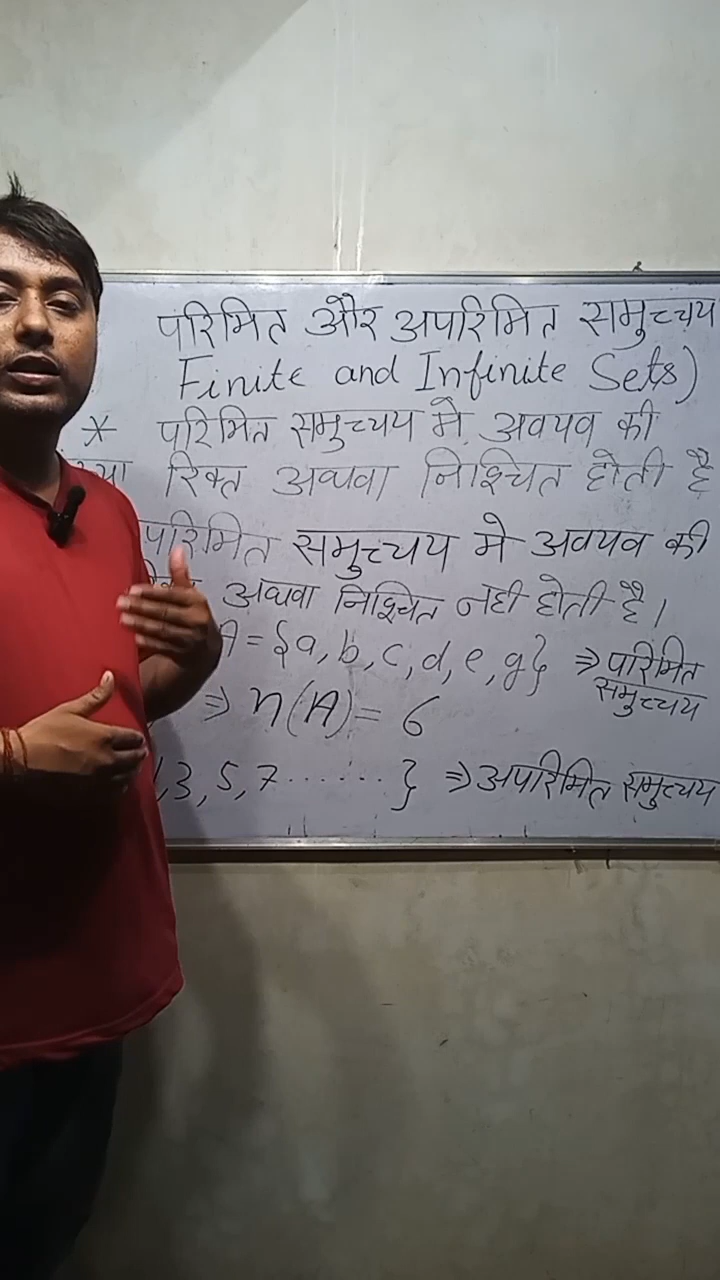 परिमित और अपरिमित समुच्चय
Finite and Infinite Sets)
* परिमित समुच्चय मे अवयव की
रिक्त अथवा निश्चित होती है
परिमित समुच्चय मे अवयव की
अथवा निश्चित नही होती है।
A = {a, b, c, d, e, g} ⇒ परिमित
समुच्चय
⇒ n(A) = 6
,3, 5, 7 ....... } ⇒ अपरिमित समुच्चय